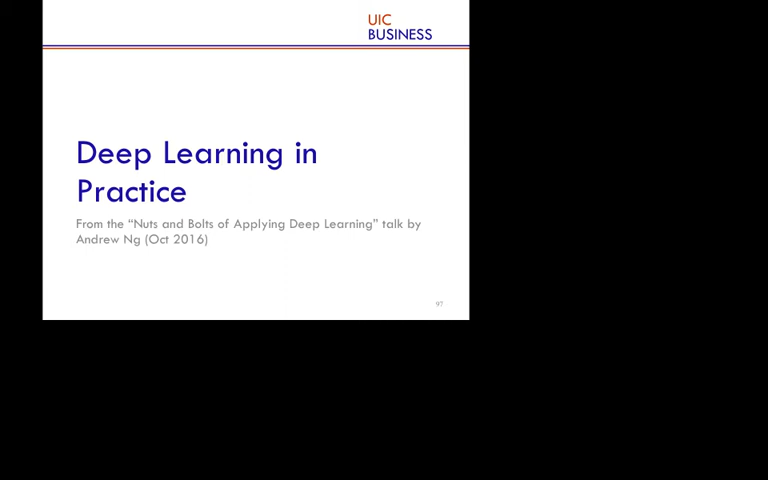 UIC
BUSINESS
Deep Learning in
Practice
From the “Nuts and Bolts of Applying Deep Learning” talk by
Andrew Ng (Oct 2016)
97